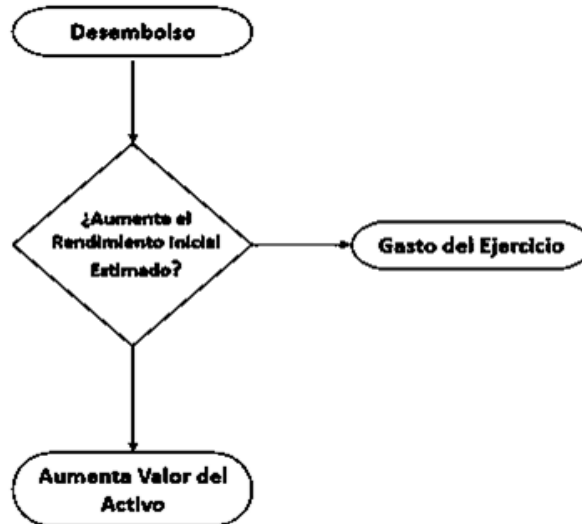 Desembolso
¿Aumenta el
Rendimiento Inicial
Estimado?
Gasto del Ejercicio
Aumenta Valor del
Activo